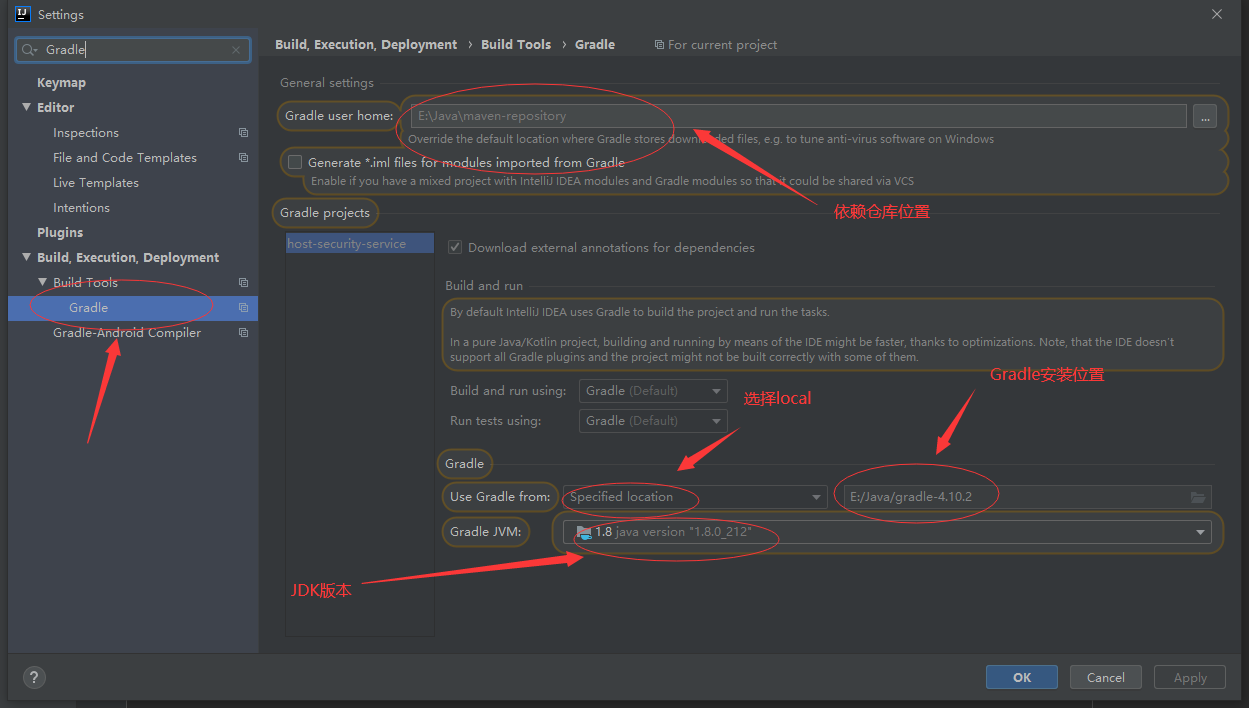 Settings
Gradle
Build, Execution, Deployment › Build Tools › Gradle For current project
Keymap
Editor
Inspections
File and Code Templates
Live Templates
Intentions
Plugins
Build, Execution, Deployment
Build Tools
Gradle
Gradle-Android Compiler
General settings
Gradle user home: E:\Java\maven-repository ...
Override the default location where Gradle stores downloaded files, e.g. to tune anti-virus software on Windows
Generate *.iml files for modules imported from Gradle
Enable if you have a mixed project with IntelliJ IDEA modules and Gradle modules so that it could be shared via VCS
依赖仓库位置
Gradle projects
host-security-service
Download external annotations for dependencies
Build and run
By default IntelliJ IDEA uses Gradle to build the project and run the tasks.
In a pure Java/Kotlin project, building and running by means of the IDE might be faster, thanks to optimizations. Note, that the IDE doesn't
support all Gradle plugins and the project might not be built correctly with some of them.
Gradle安装位置
Build and run using: Gradle (Default)
选择local
Run tests using: Gradle (Default)
Gradle
Use Gradle from: Specified location E:/Java/gradle-4.10.2
Gradle JVM: 1.8 java version "1.8.0_212"
JDK版本
?
OK Cancel Apply